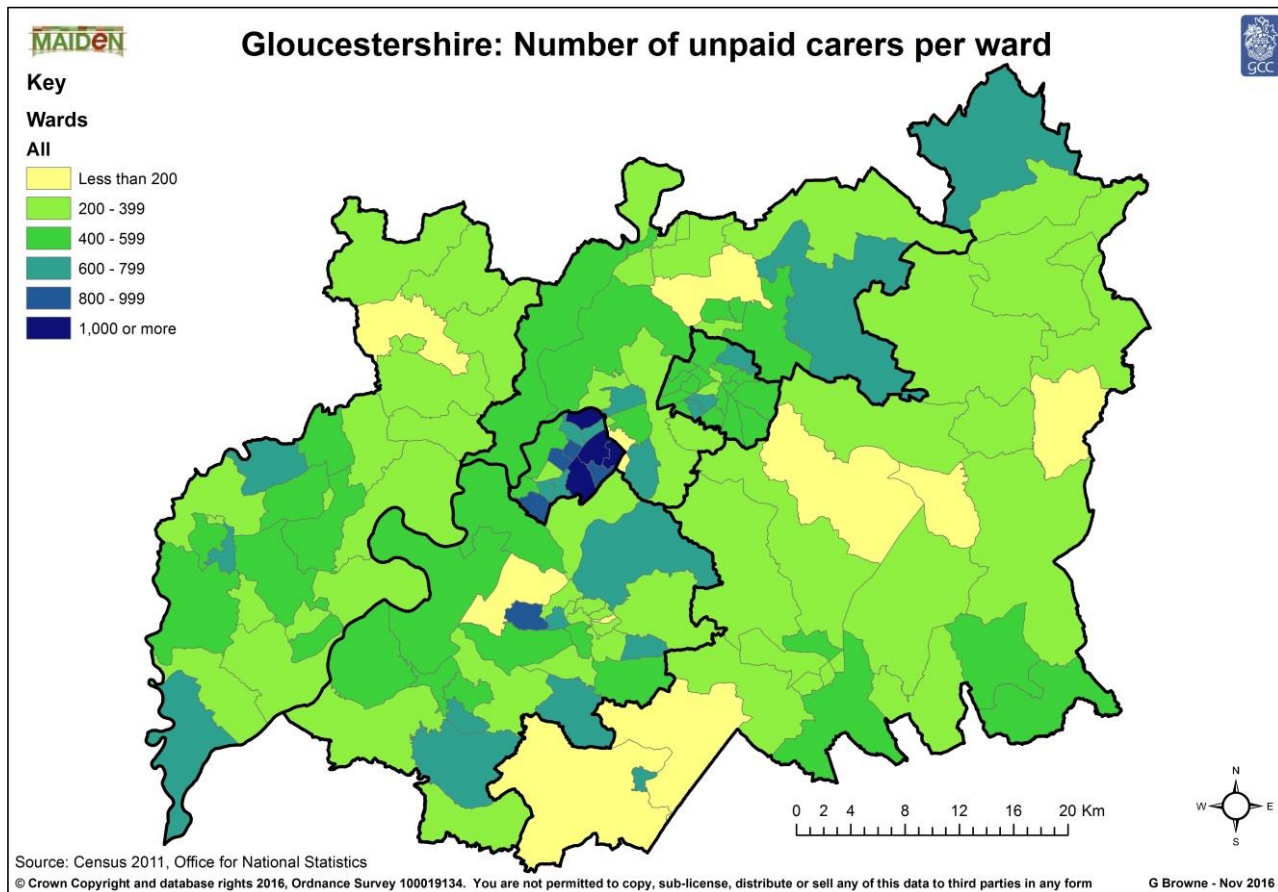 MAIDeN
Gloucestershire: Number of unpaid carers per ward
GCC
Key
Wards
All
Less than 200
200 - 399
400 - 599
600 - 799
800 - 999
1,000 or more
0 2 4 8 12 16 20 Km
N
W E
S
Source: Census 2011, Office for National Statistics
© Crown Copyright and database rights 2016, Ordnance Survey 100019134. You are not permitted to copy, sub-license, distribute or sell any of this data to third parties in any form G Browne - Nov 2016